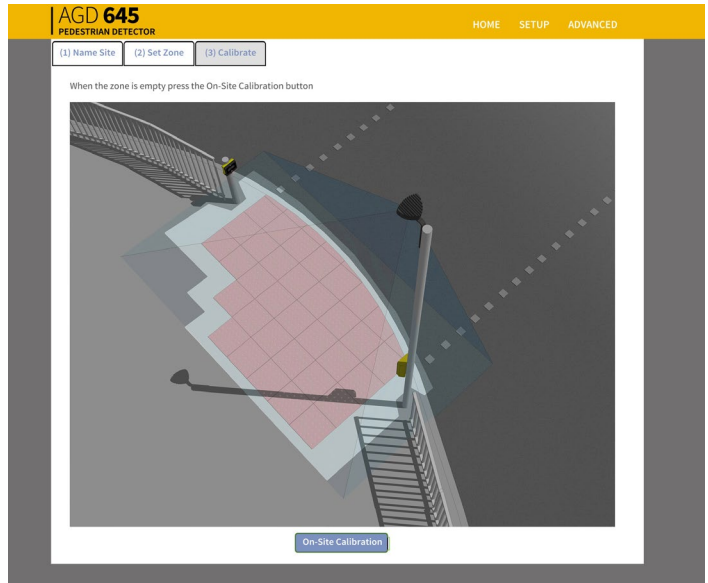 AGD 645
PEDESTRIAN DETECTOR
HOME SETUP ADVANCED
(1) Name Site (2) Set Zone (3) Calibrate
When the zone is empty press the On-Site Calibration button
On-Site Calibration